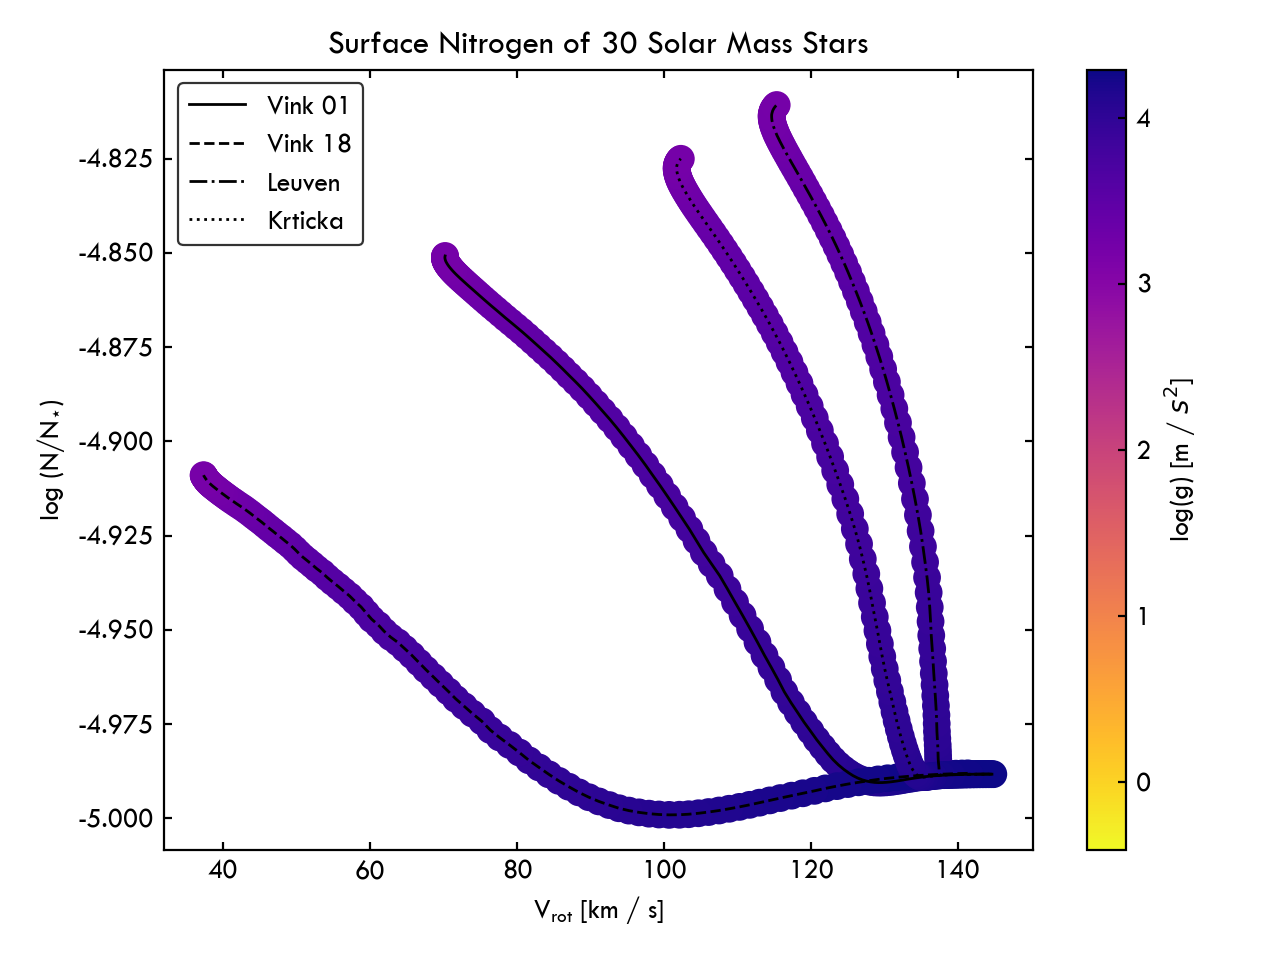 Surface Nitrogen of 30 Solar Mass Stars
Vink 01
Vink 18
Leuven
Krticka
-4.825
-4.850
-4.875
-4.900
-4.925
-4.950
-4.975
-5.000
log (N/N⋆)
40 60 80 100 120 140
V_rot [km / s]
4
3
2
1
0
log(g) [m / s²]